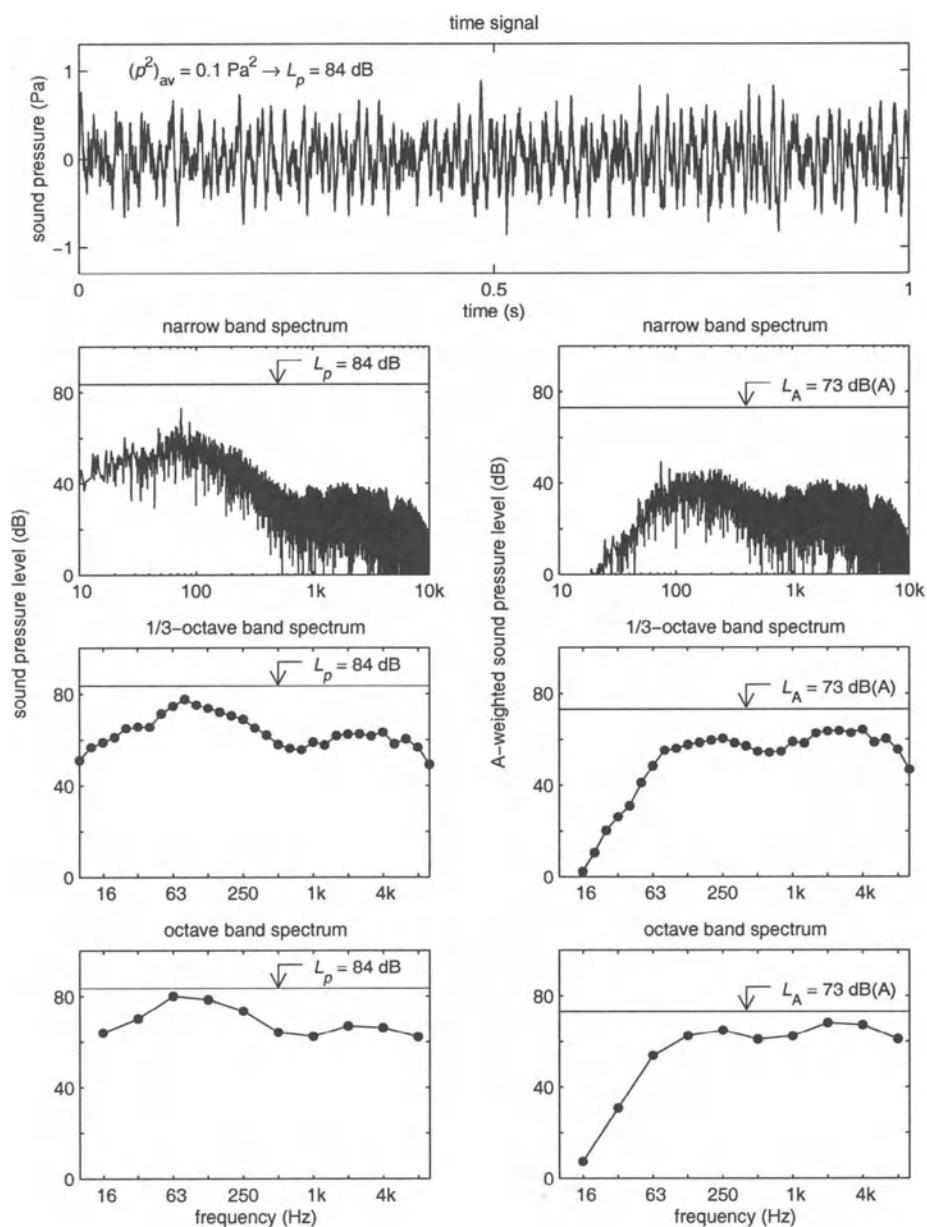 time signal
(p²)av = 0.1 Pa² → Lp = 84 dB
sound pressure (Pa)
1
0
−1
0
0.5
1
time (s)
narrow band spectrum
Lp = 84 dB
80
40
0
10
100
1k
10k
narrow band spectrum
LA = 73 dB(A)
80
40
0
10
100
1k
10k
sound pressure level (dB)
A−weighted sound pressure level (dB)
1/3−octave band spectrum
Lp = 84 dB
80
40
0
16
63
250
1k
4k
1/3−octave band spectrum
LA = 73 dB(A)
80
40
0
16
63
250
1k
4k
octave band spectrum
Lp = 84 dB
80
40
0
16
63
250
1k
4k
frequency (Hz)
octave band spectrum
LA = 73 dB(A)
80
40
0
16
63
250
1k
4k
frequency (Hz)